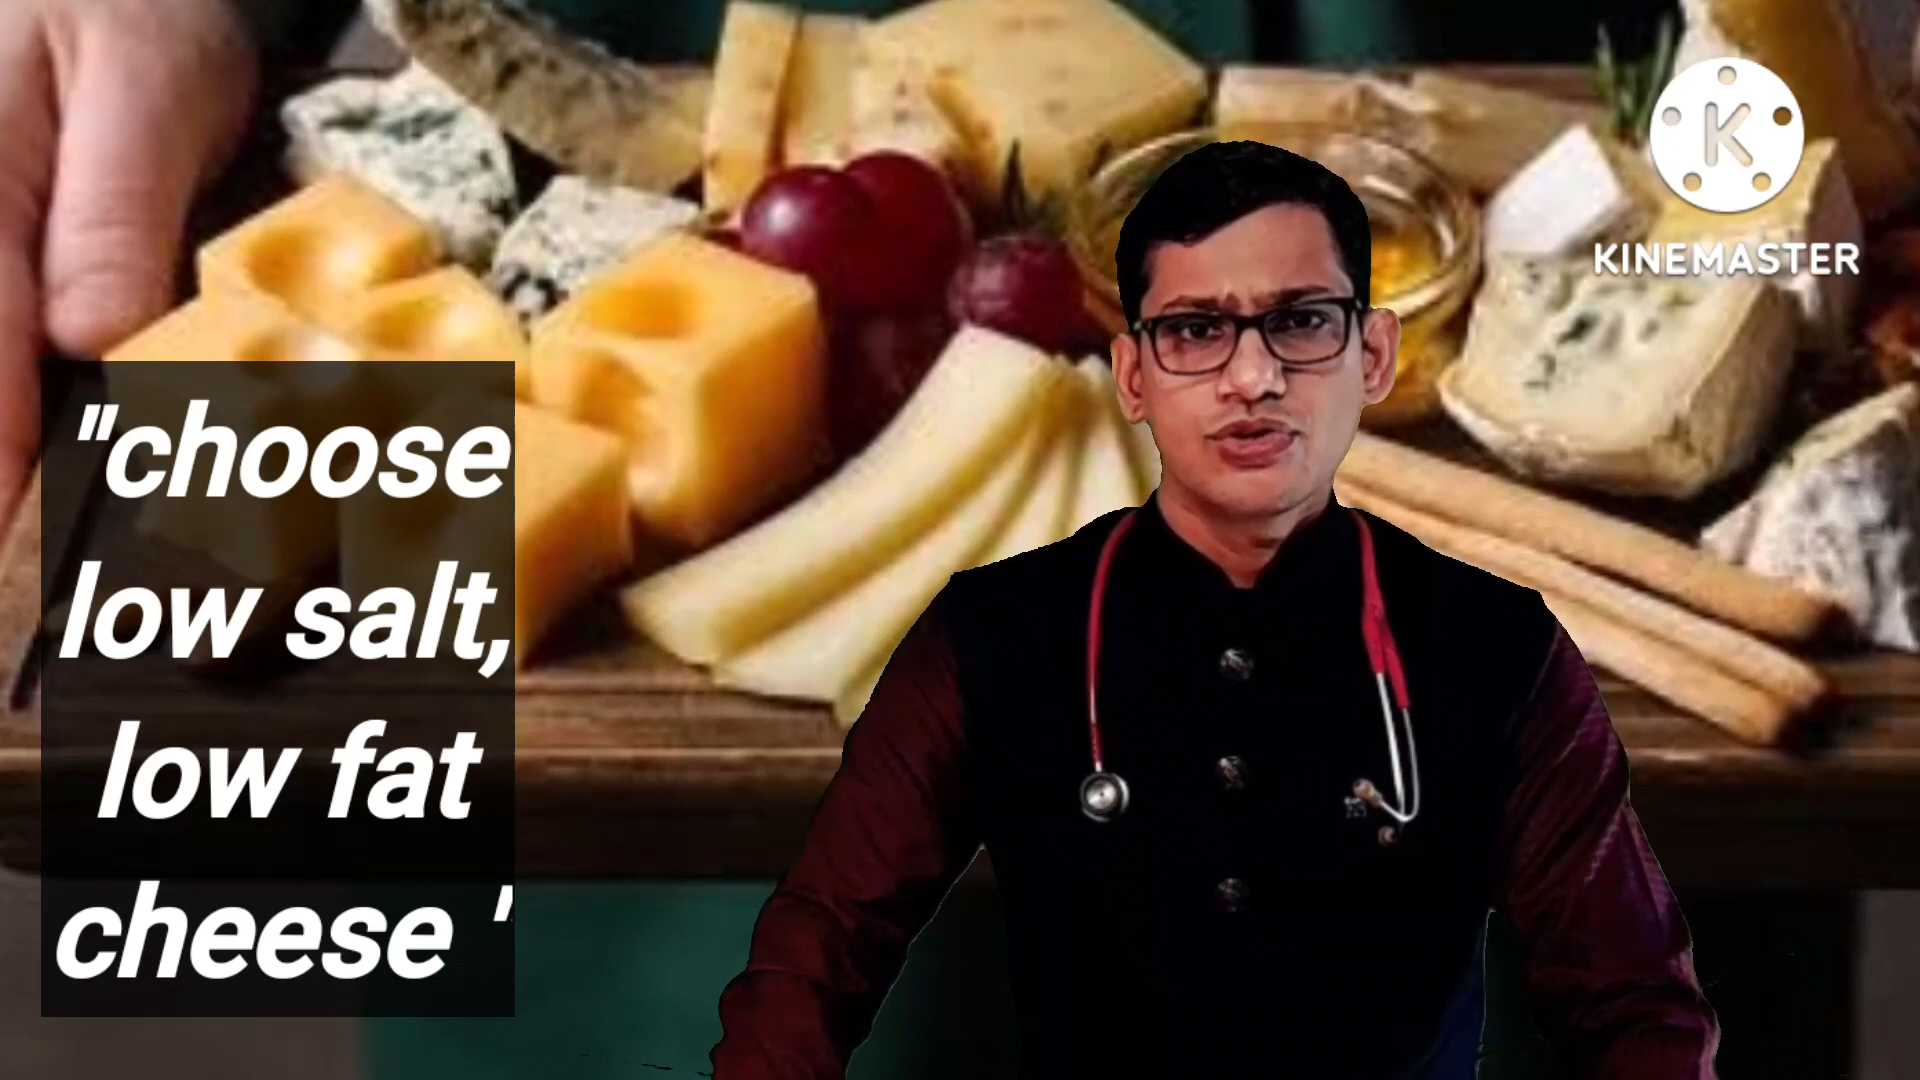 "choose
low salt,
low fat
cheese '
K
KINEMASTER